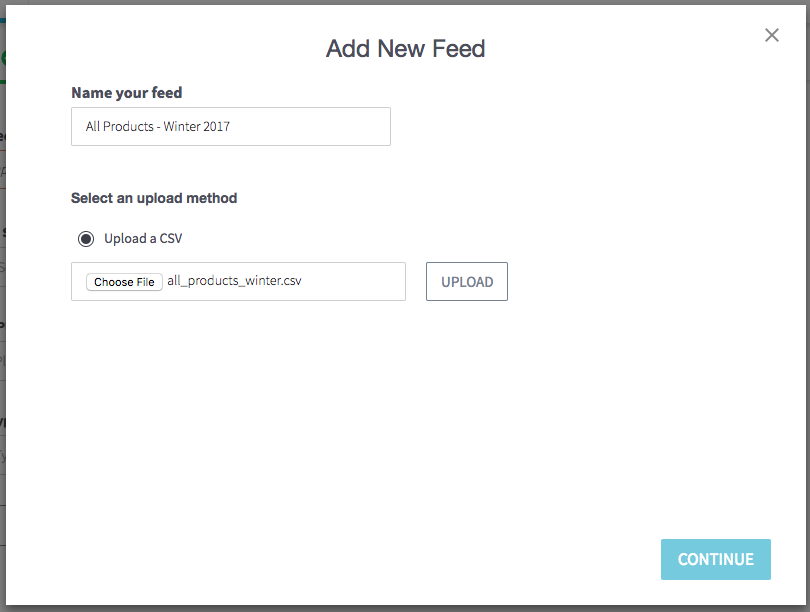 Add New Feed
Name your feed
All Products - Winter 2017
Select an upload method
Upload a CSV
Choose File all_products_winter.csv UPLOAD
CONTINUE